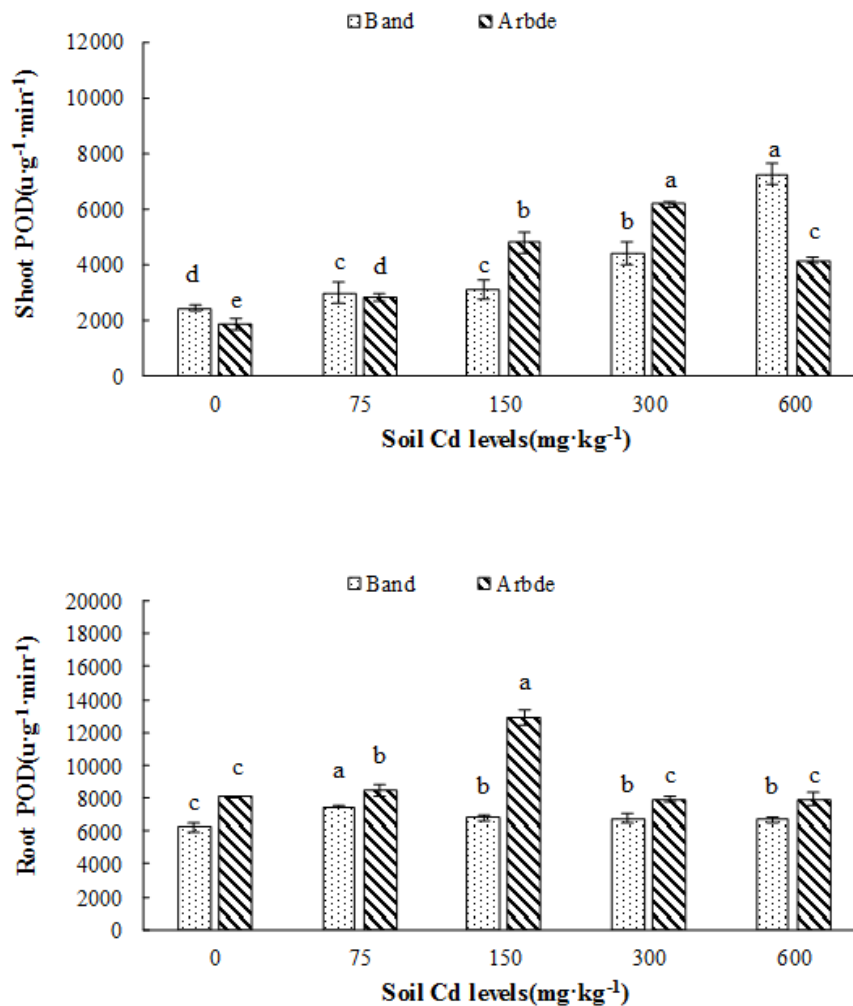 Band Arbde
12000
10000
8000
6000
4000
2000
0
Shoot POD(u·g⁻¹·min⁻¹)
d e c d c b b a a c
0 75 150 300 600
Soil Cd levels(mg·kg⁻¹)
Band Arbde
20000
18000
16000
14000
12000
10000
8000
6000
4000
2000
0
Root POD(u·g⁻¹·min⁻¹)
c c a b b a b c b c
0 75 150 300 600
Soil Cd levels(mg·kg⁻¹)